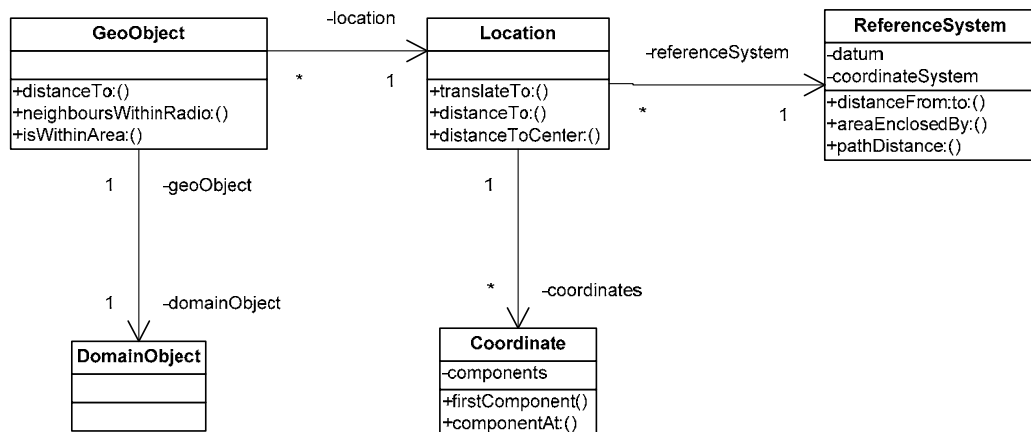 GeoObject
+distanceTo:()
+neighboursWithinRadio:()
+isWithinArea:()
-location
*
1
Location
+translateTo:()
+distanceTo:()
+distanceToCenter:()
-referenceSystem
*
1
ReferenceSystem
-datum
-coordinateSystem
+distanceFrom:to:()
+areaEnclosedBy:()
+pathDistance:()
1
-geoObject
1
-domainObject
DomainObject
1
*
-coordinates
Coordinate
-components
+firstComponent()
+componentAt:()